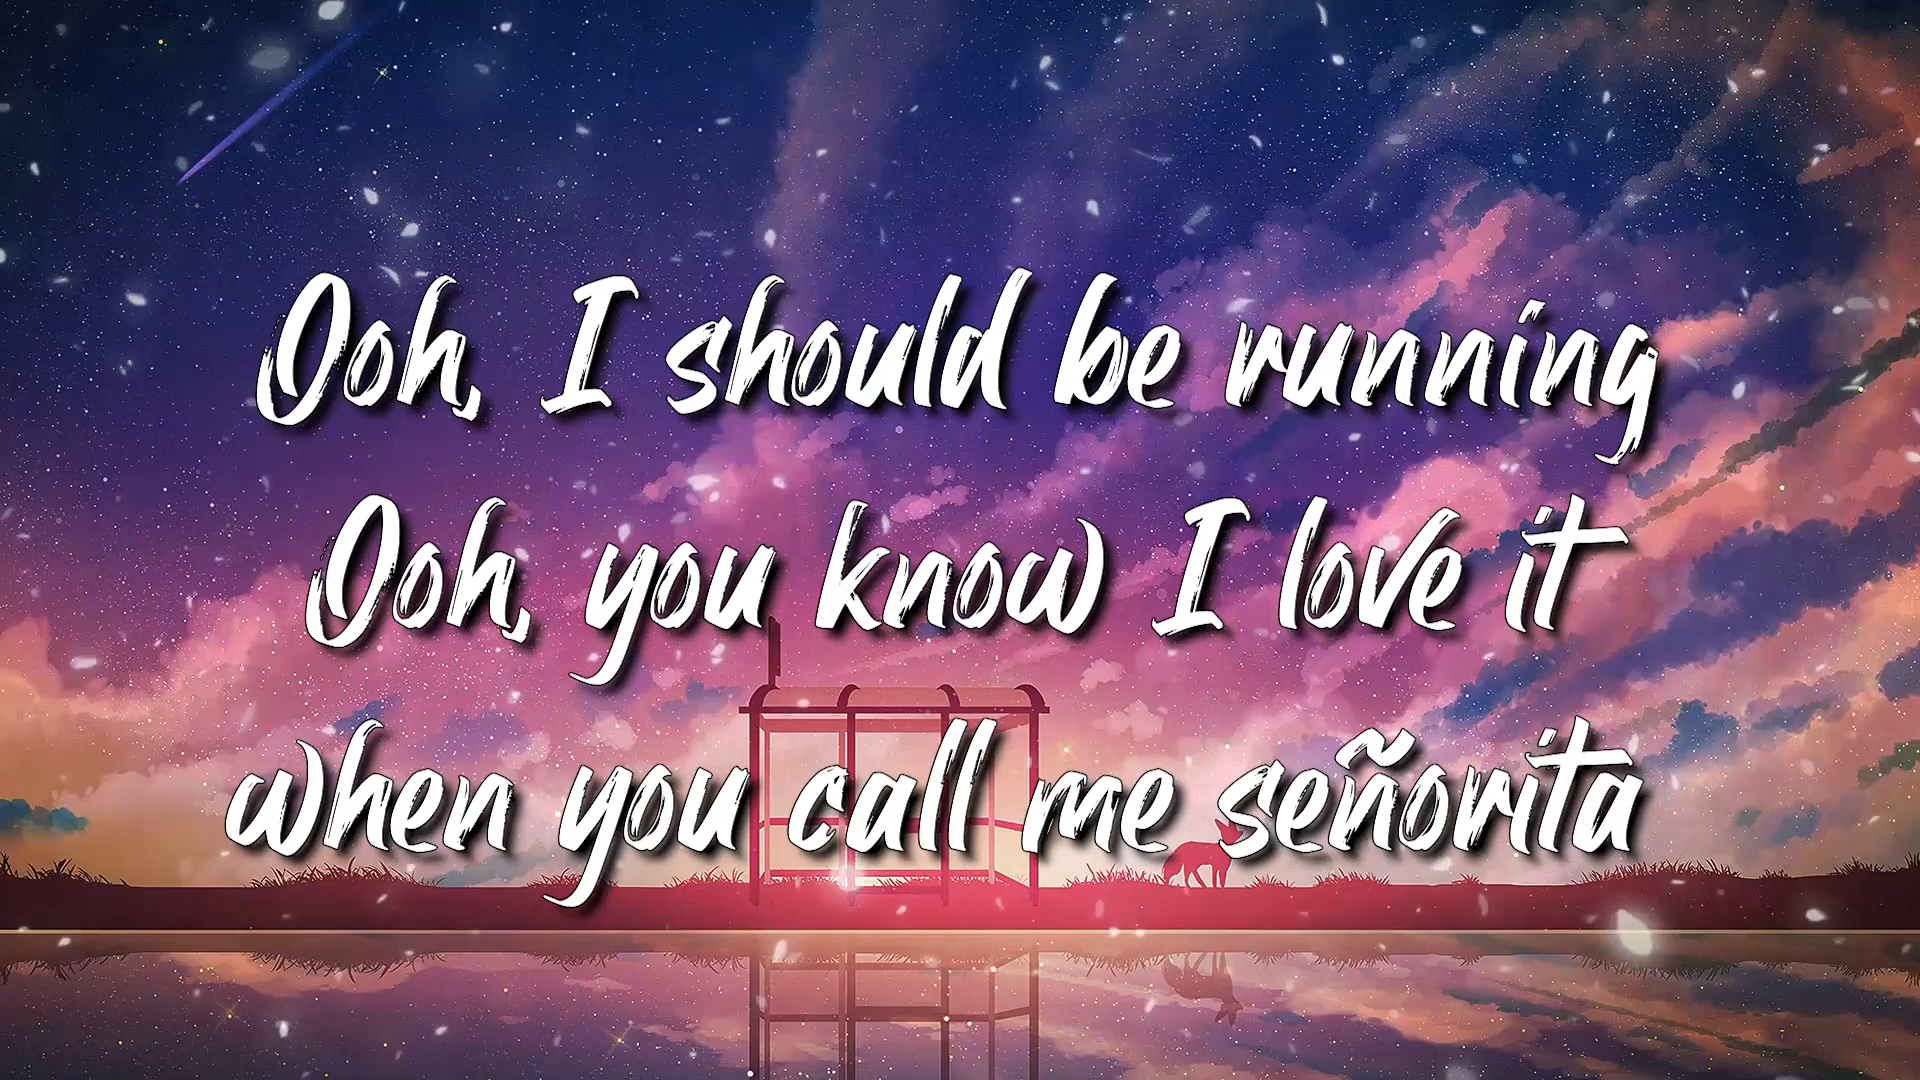 Ooh, I should be running
Ooh, you know I love it
when you call me señorita